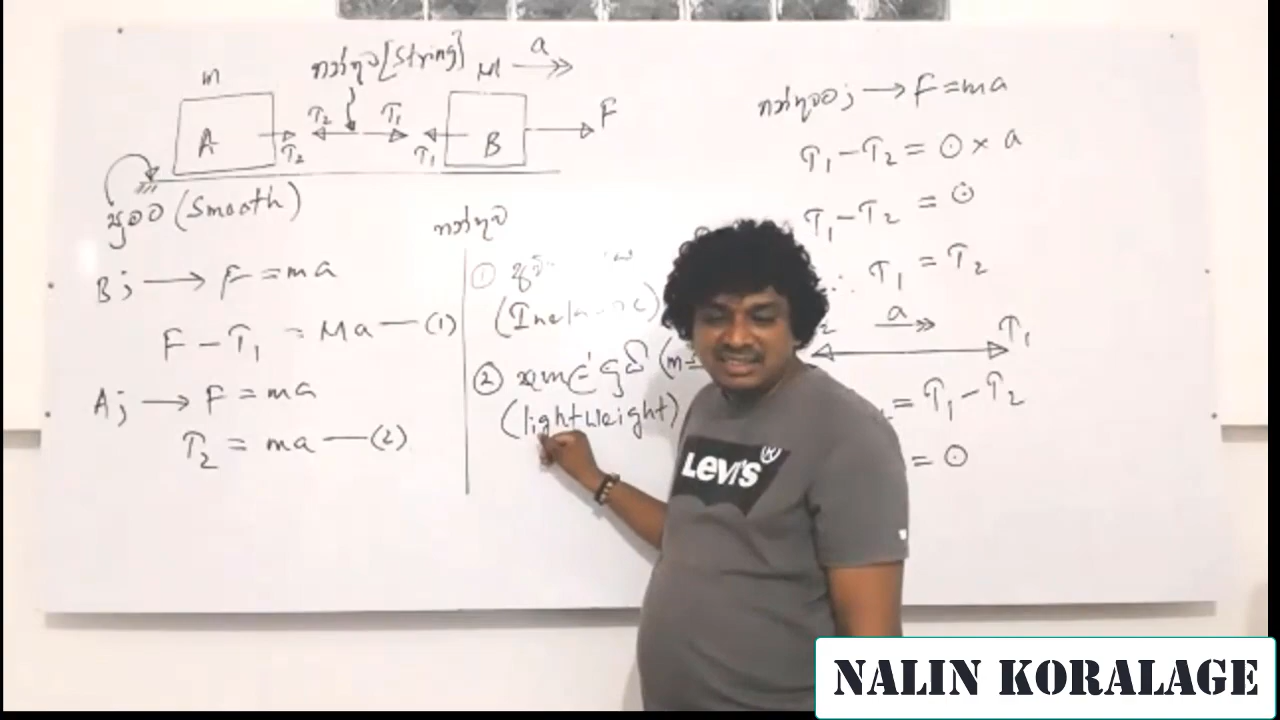 m
තන්තුව [String]
M
a
A
T₂
T₂
T₁
T₁
B
F
සුමට (Smooth)
B ; → F = ma
F − T₁ = Ma — (1)
A ; → F = ma
T₂ = ma — (2)
තන්තුව
①
②
(lightweight)
තන්තුවට ; → F = ma
T₁ − T₂ = 0 × a
T₁ − T₂ = 0
∴ T₁ = T₂
a
T₁
= T₁ − T₂
= 0
Levi's ®
NALIN KORALAGE